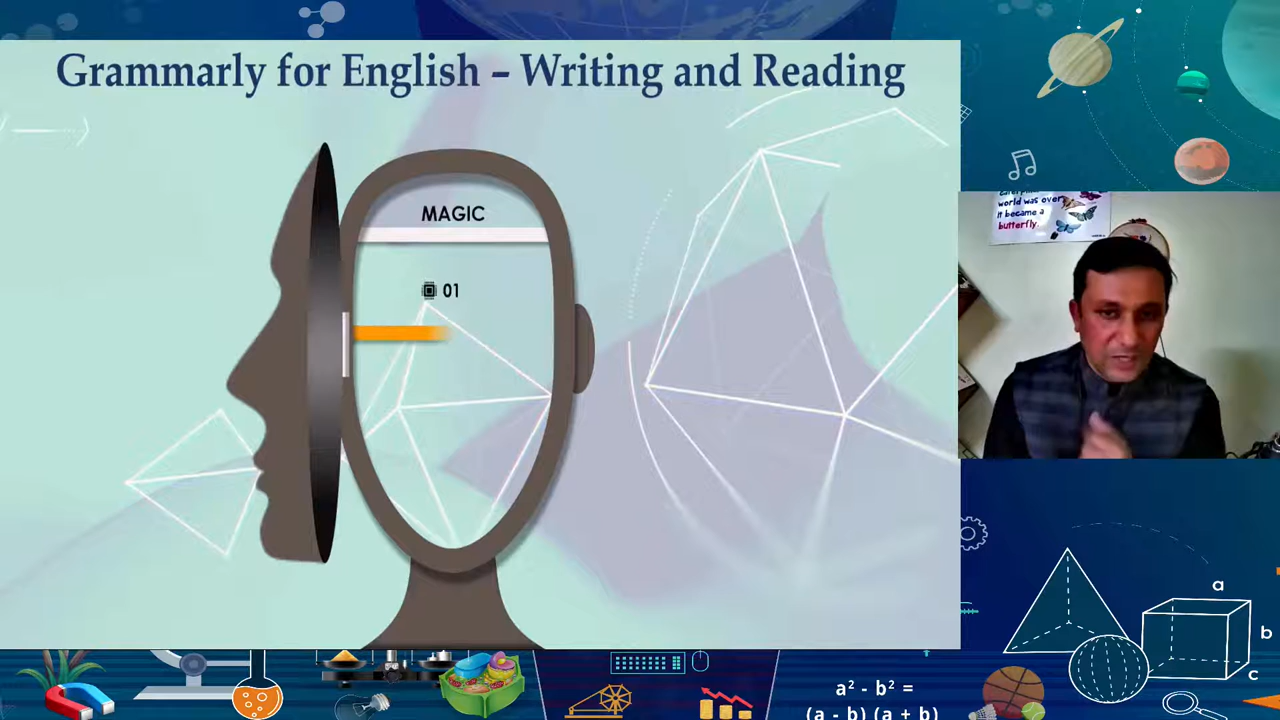 Grammarly for English – Writing and Reading
MAGIC
01
world was over
it became a
butterfly.
a
b
c
a² - b² =
(a - b) (a + b)